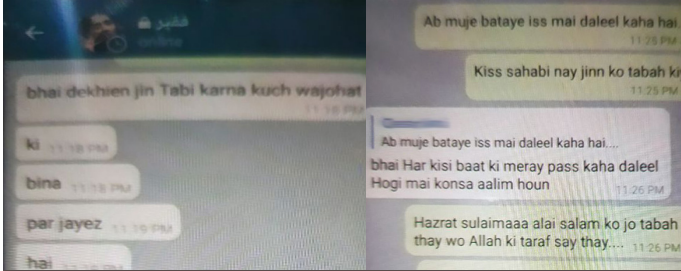 فقیر
online
bhai dekhien jin Tabi karna kuch wajohat
11:18 PM
ki 11:18 PM
bina 11:18 PM
par jayez 11:19 PM
hai
Ab muje bataye iss mai daleel kaha hai
11:25 PM
Kiss sahabi nay jinn ko tabah ki
11:25 PM
Ab muje bataye iss mai daleel kaha hai....
bhai Har kisi baat ki meray pass kaha daleel
Hogi mai konsa aalim houn 11:26 PM
Hazrat sulaimaaa alai salam ko jo tabah
thay wo Allah ki taraf say thay.... 11:26 PM